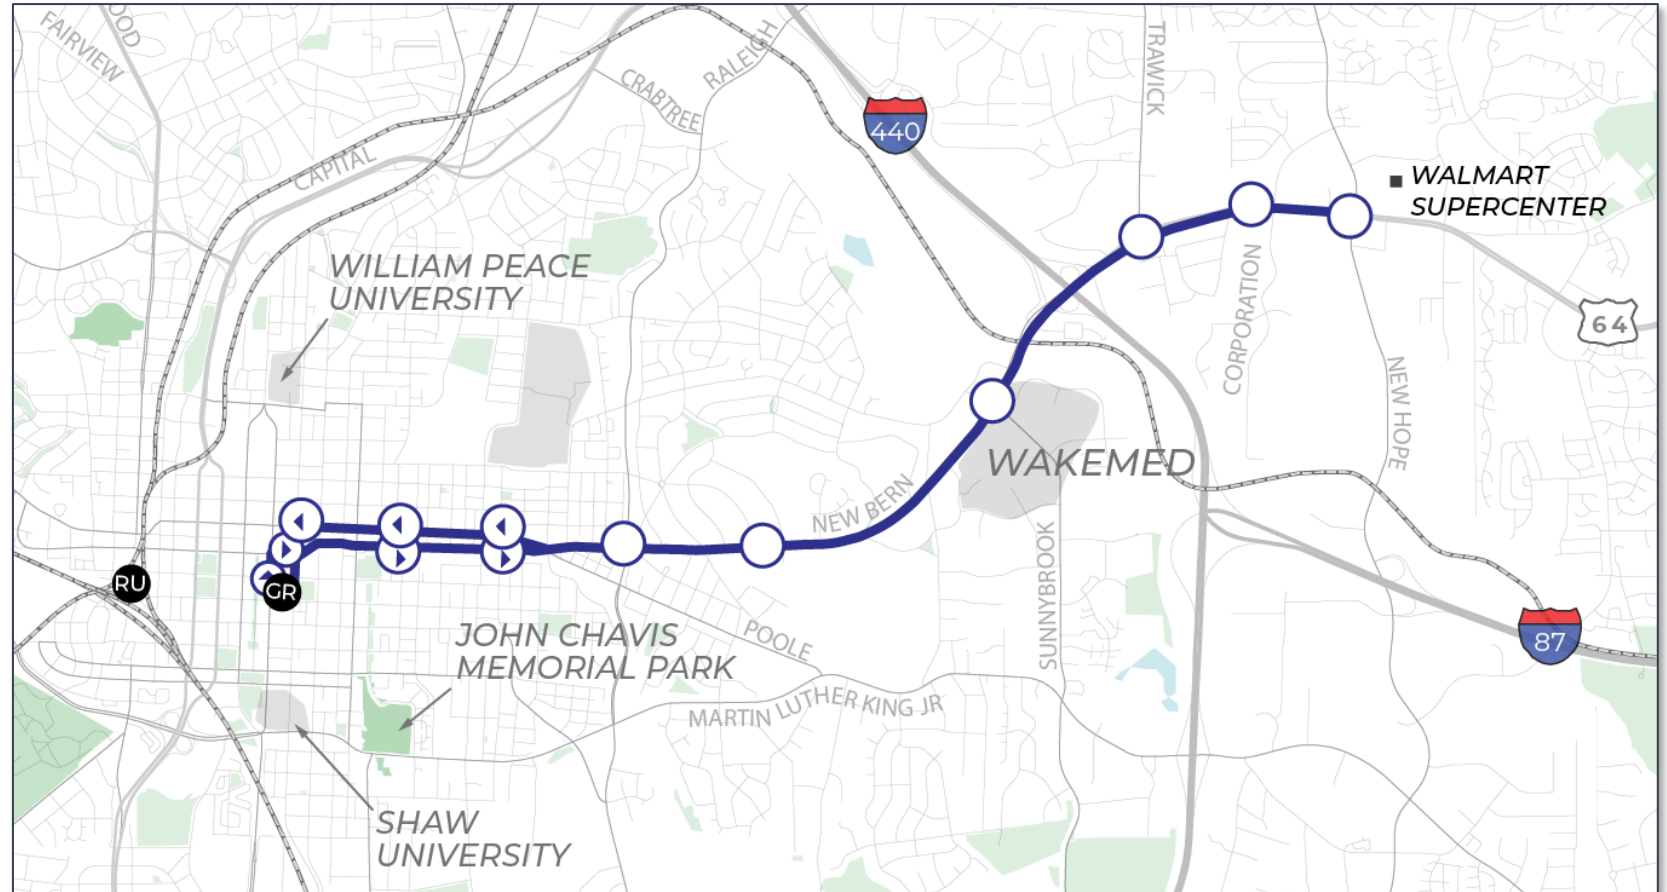 OOD
FAIRVIEW
CRABTREE
RALEIGH
TRAWICK
440
CAPITAL
WALMART
SUPERCENTER
WILLIAM PEACE
UNIVERSITY
CORPORATION
64
NEW HOPE
WAKEMED
NEW BERN
SUNNYBROOK
RU
GR
JOHN CHAVIS
MEMORIAL PARK
POOLE
87
MARTIN LUTHER KING JR
SHAW
UNIVERSITY